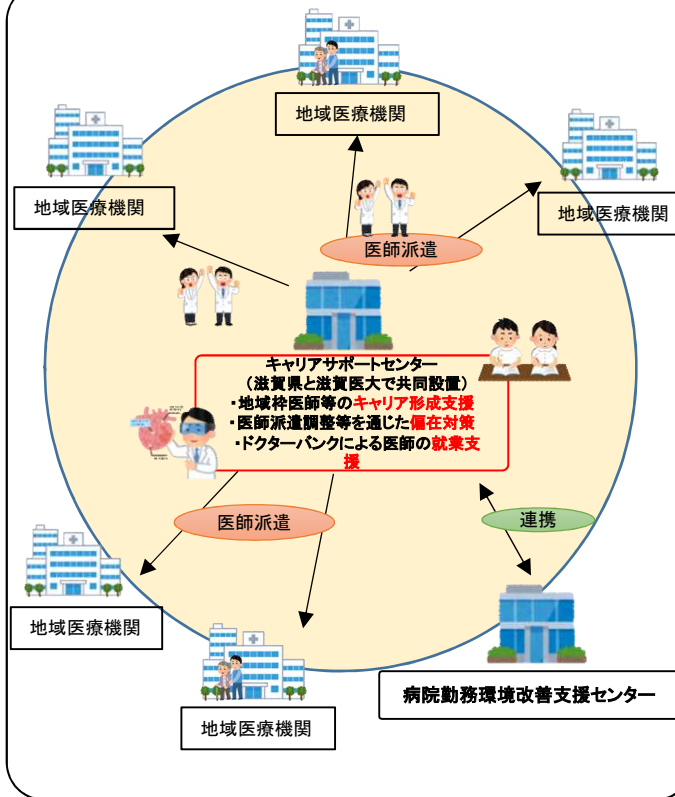 地域医療機関
地域医療機関
地域医療機関
医師派遣
キャリアサポートセンター
（滋賀県と滋賀医大で共同設置）
・地域枠医師等のキャリア形成支援
・医師派遣調整等を通じた偏在対策
・ドクターバンクによる医師の就業支
援
医師派遣
連携
地域医療機関
病院勤務環境改善支援センター
地域医療機関